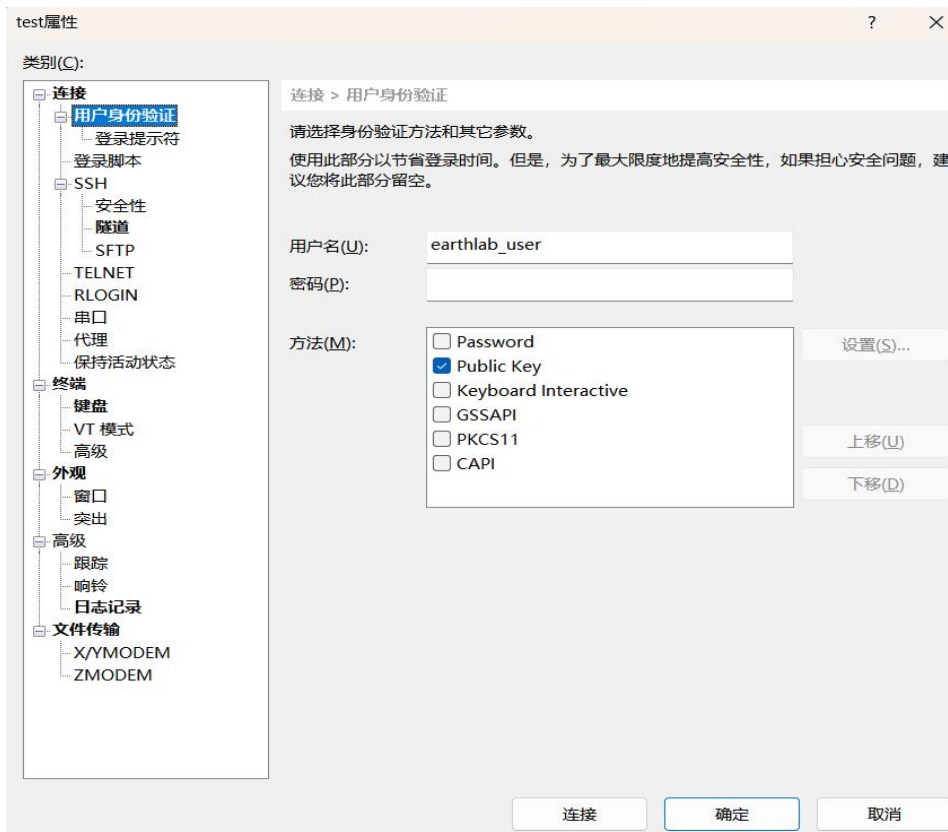 test属性
?
×
类别(C):
连接
用户身份验证
登录提示符
登录脚本
SSH
安全性
隧道
SFTP
TELNET
RLOGIN
串口
代理
保持活动状态
终端
键盘
VT 模式
高级
外观
窗口
突出
高级
跟踪
响铃
日志记录
文件传输
X/YMODEM
ZMODEM
连接 > 用户身份验证
请选择身份验证方法和其它参数。
使用此部分以节省登录时间。但是，为了最大限度地提高安全性，如果担心安全问题，建
议您将此部分留空。
用户名(U):
earthlab_user
密码(P):
方法(M):
Password
Public Key
Keyboard Interactive
GSSAPI
PKCS11
CAPI
设置(S)...
上移(U)
下移(D)
连接
确定
取消